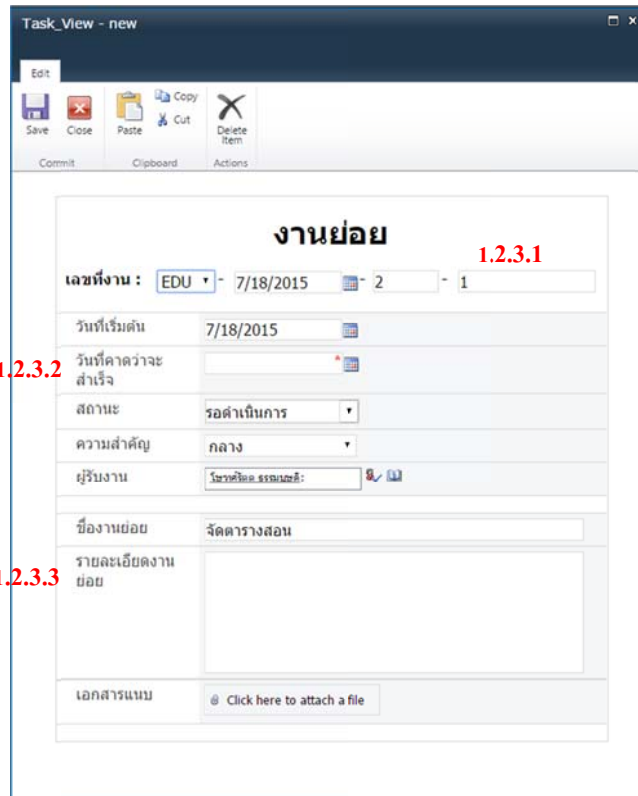 Task_View - new
Edit
Save Close Paste Copy Cut Delete Item
Commit Clipboard Actions
งานย่อย
1.2.3.1
เลขที่งาน : EDU - 7/18/2015 - 2 - 1
วันที่เริ่มต้น 7/18/2015
1.2.3.2 วันที่คาดว่าจะ
สำเร็จ *
สถานะ รอดำเนินการ
ความสำคัญ กลาง
ผู้รับงาน
ชื่องานย่อย จัดตารางสอน
รายละเอียดงาน
1.2.3.3 ย่อย
เอกสารแนบ Click here to attach a file